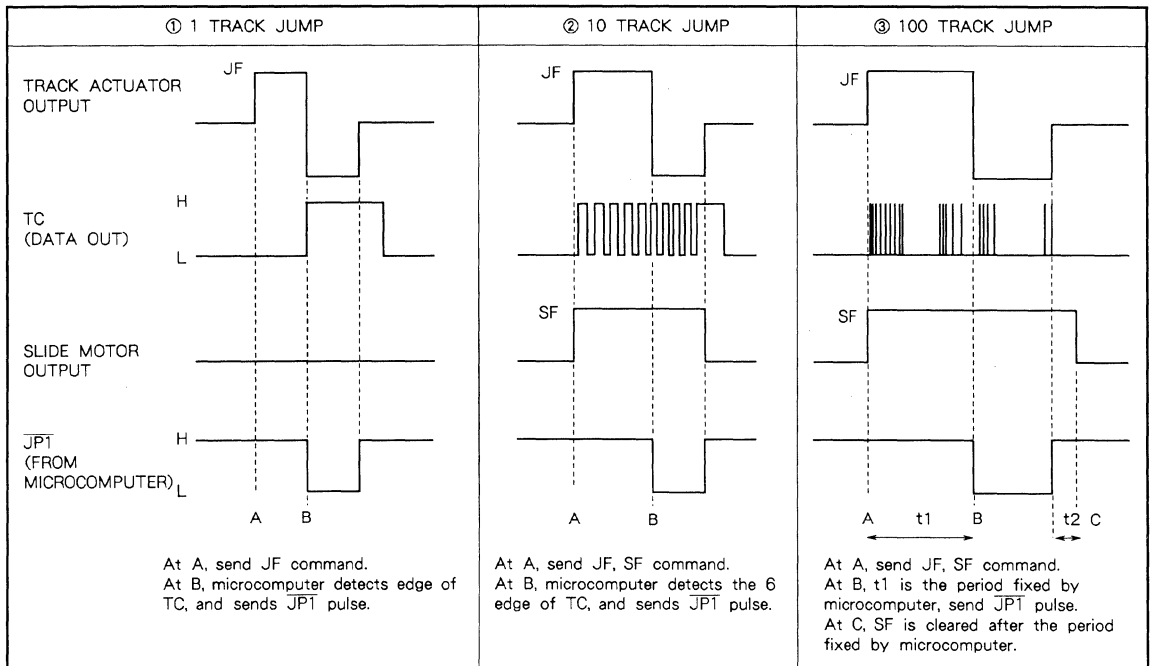 ① 1 TRACK JUMP
② 10 TRACK JUMP
③ 100 TRACK JUMP
TRACK ACTUATOR
OUTPUT
JF
JF
JF
TC
(DATA OUT)
H
L
SLIDE MOTOR
OUTPUT
SF
SF
J̅P̅1̅
(FROM
MICROCOMPUTER)
H
L
A
B
A
B
A
t1
B
t2
C
At A, send JF command.
At B, microcomputer detects edge of
TC, and sends J̅P̅1̅ pulse.
At A, send JF, SF command.
At B, microcomputer detects the 6
edge of TC, and sends J̅P̅1̅ pulse.
At A, send JF, SF command.
At B, t1 is the period fixed by
microcomputer, send J̅P̅1̅ pulse.
At C, SF is cleared after the period
fixed by microcomputer.